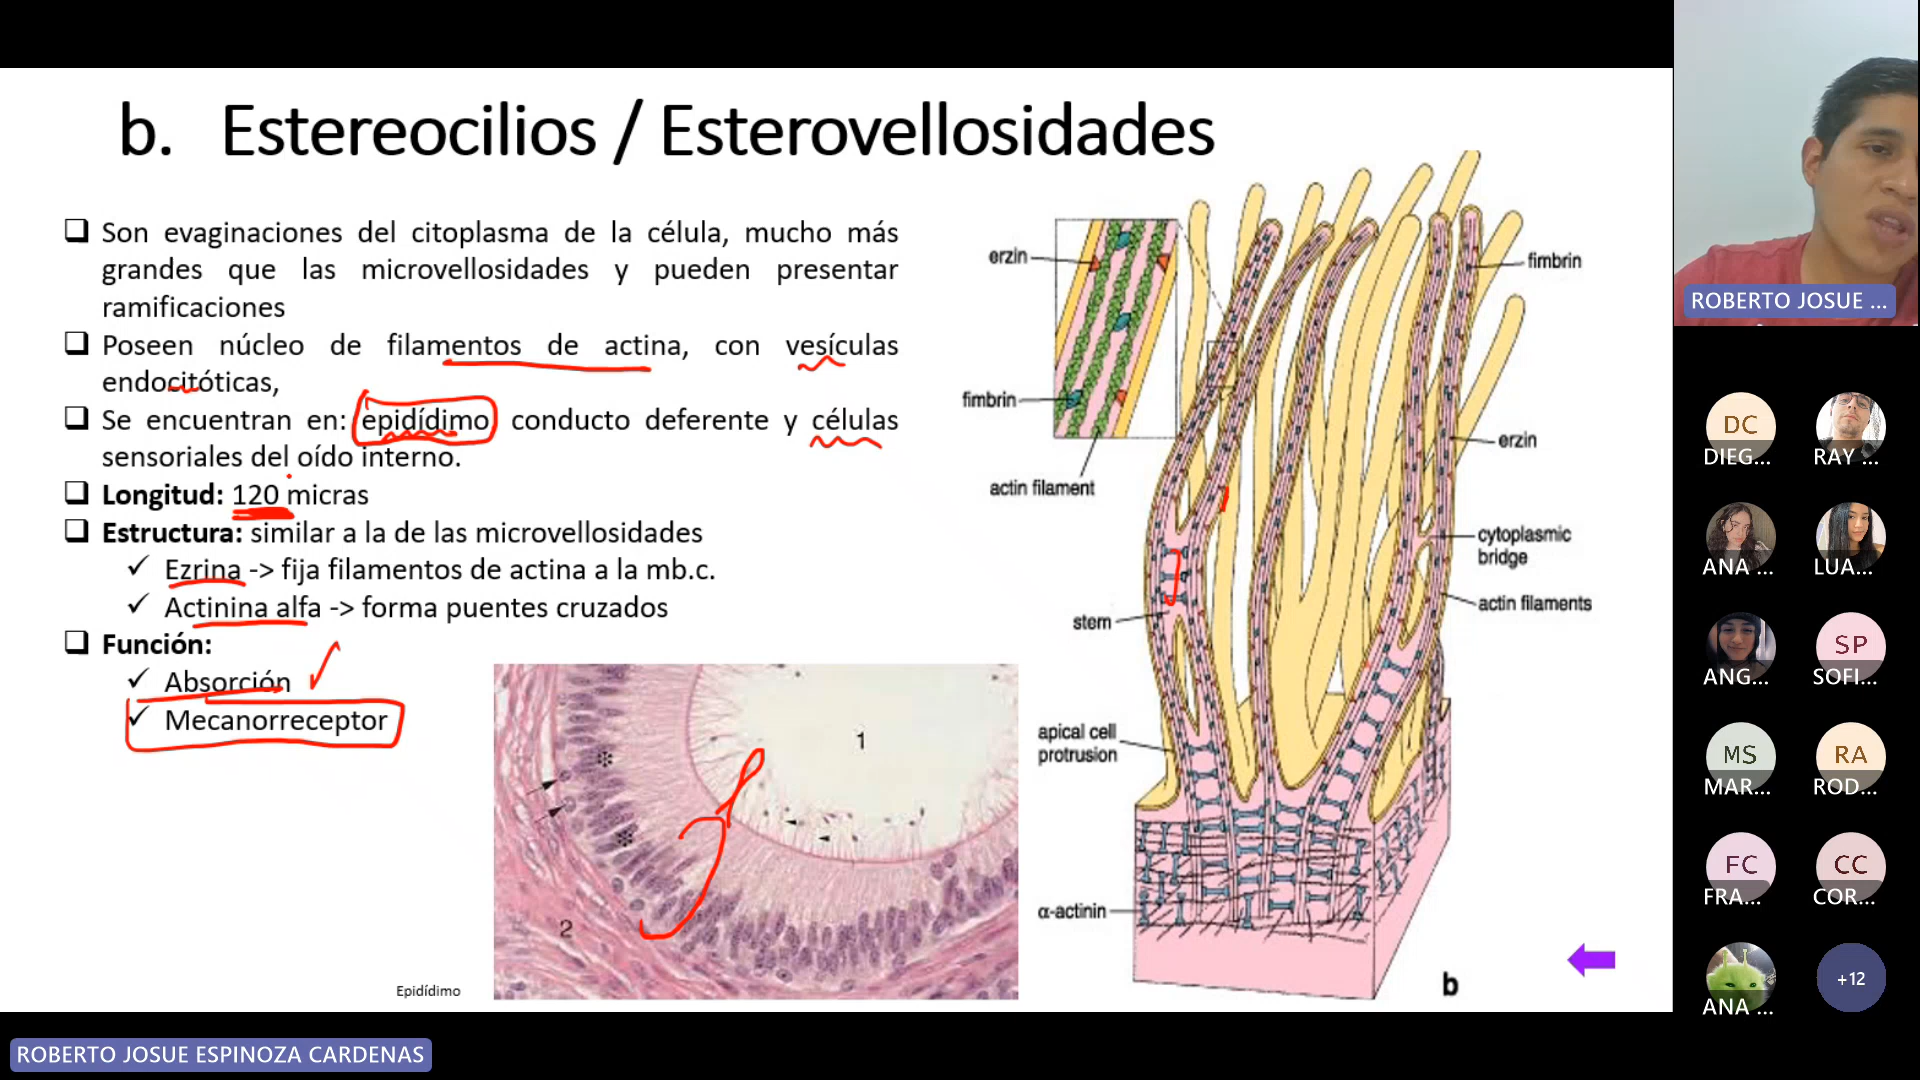 b. Estereocilios / Esterovellosidades
Son evaginaciones del citoplasma de la célula, mucho más
grandes que las microvellosidades y pueden presentar
ramificaciones
Poseen núcleo de filamentos de actina, con vesículas
endocitóticas,
Se encuentran en: epidídimo conducto deferente y células
sensoriales del oído interno.
Longitud: 120 micras
Estructura: similar a la de las microvellosidades
Ezrina -> fija filamentos de actina a la mb.c.
Actinina alfa -> forma puentes cruzados
Función:
Absorción
Mecanorreceptor
Epidídimo
1
2
erzin
fimbrin
actin filament
stem
apical cell
protrusion
α-actinin
fimbrin
erzin
cytoplasmic
bridge
actin filaments
b
ROBERTO JOSUE ...
DC
DIEG...
RAY ...
ANA ...
LUA...
ANG...
SP
SOFI...
MS
MAR...
RA
ROD...
FC
FRA...
CC
COR...
ANA ...
+12
ROBERTO JOSUE ESPINOZA CARDENAS